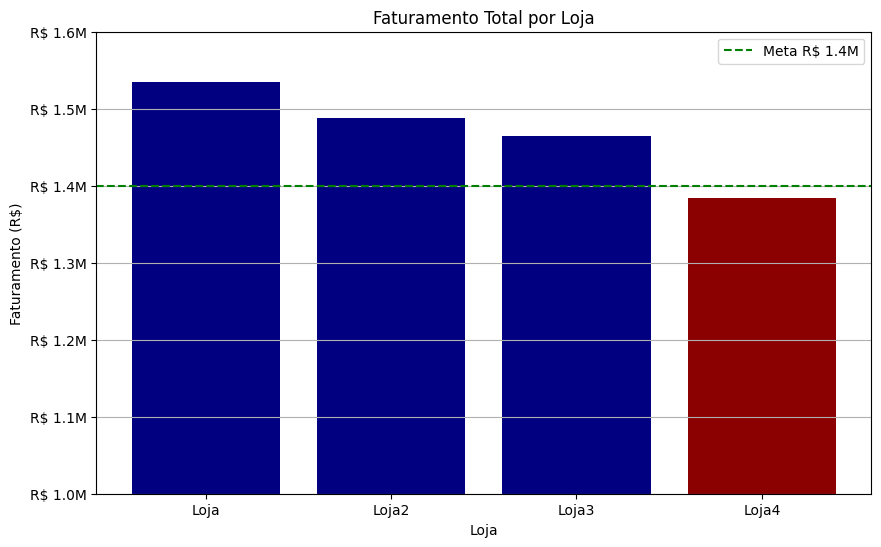 Faturamento Total por Loja
R$ 1.6M
Meta R$ 1.4M
R$ 1.5M
R$ 1.4M
R$ 1.3M
R$ 1.2M
R$ 1.1M
R$ 1.0M
Faturamento (R$)
Loja
Loja2
Loja3
Loja4
Loja